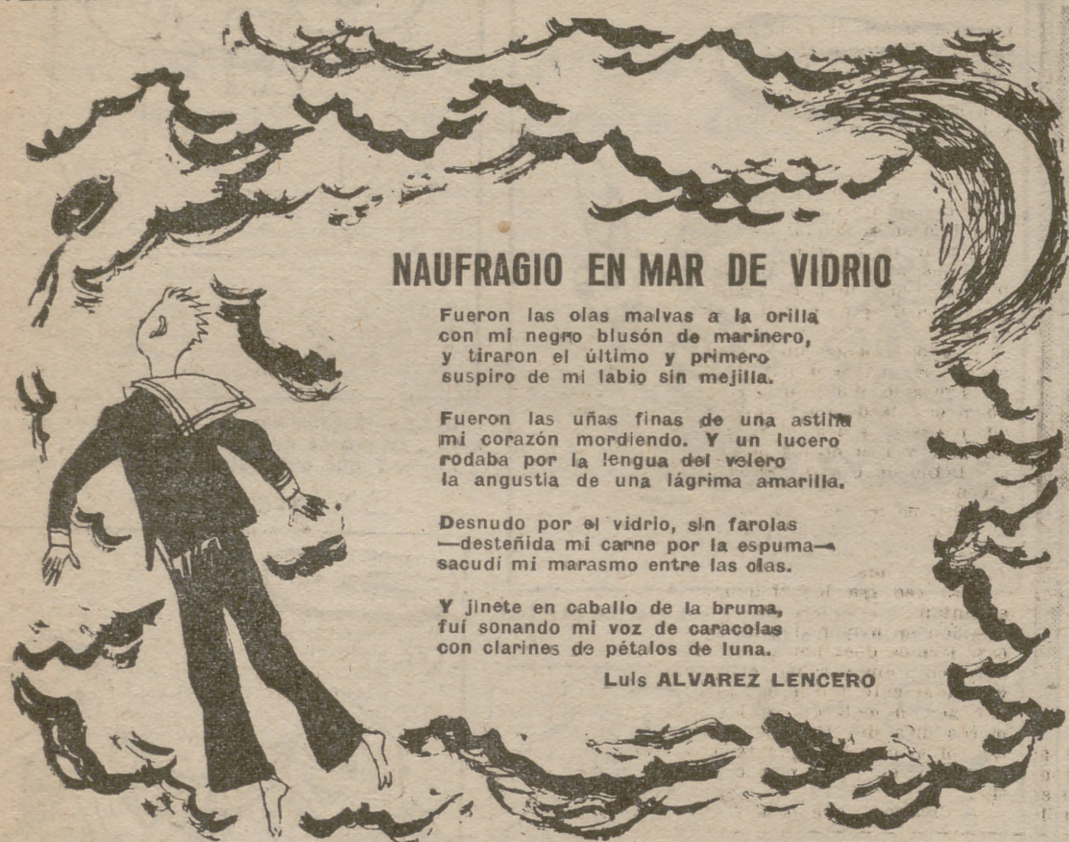 NAUFRAGIO EN MAR DE VIDRIO
Fueron las olas malvas a la orilla
con mi negro blusón de marinero,
y tiraron el último y primero
suspiro de mi labio sin mejilla.
Fueron las uñas finas de una astilla
mi corazón mordiendo. Y un lucero
rodaba por la lengua del velero
la angustia de una lágrima amarilla.
Desnudo por el vidrio, sin farolas
—desteñida mi carne por la espuma—
sacudí mi marasmo entre las olas.
Y jinete en caballo de la bruma,
fuí sonando mi voz de caracolas
con clarines de pétalos de luna.
Luis ALVAREZ LENCERO